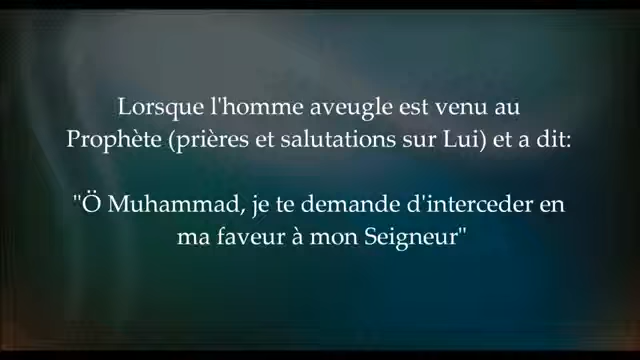 Lorsque l'homme aveugle est venu au
Prophète (prières et salutations sur Lui) et a dit:
"Ö Muhammad, je te demande d'interceder en
ma faveur à mon Seigneur"